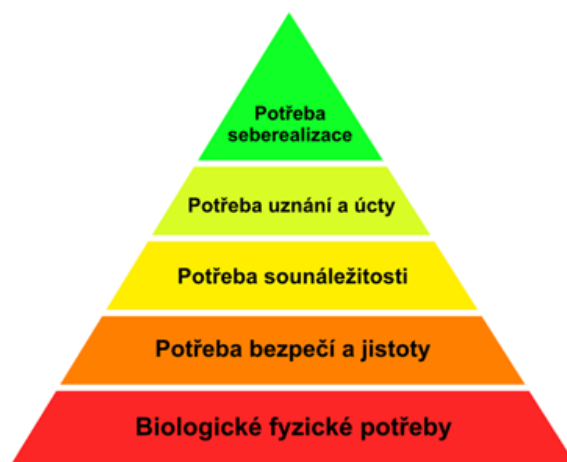 Potřeba
seberealizace
Potřeba uznání a úcty
Potřeba sounáležitosti
Potřeba bezpečí a jistoty
Biologické fyzické potřeby